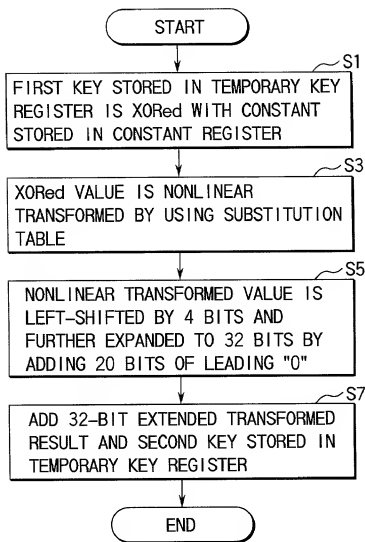 START
S1
FIRST KEY STORED IN TEMPORARY KEY
REGISTER IS XORed WITH CONSTANT
STORED IN CONSTANT REGISTER
S3
XORed VALUE IS NONLINEAR
TRANSFORMED BY USING SUBSTITUTION
TABLE
S5
NONLINEAR TRANSFORMED VALUE IS
LEFT-SHIFTED BY 4 BITS AND
FURTHER EXPANDED TO 32 BITS BY
ADDING 20 BITS OF LEADING "0"
S7
ADD 32-BIT EXTENDED TRANSFORMED
RESULT AND SECOND KEY STORED IN
TEMPORARY KEY REGISTER
END